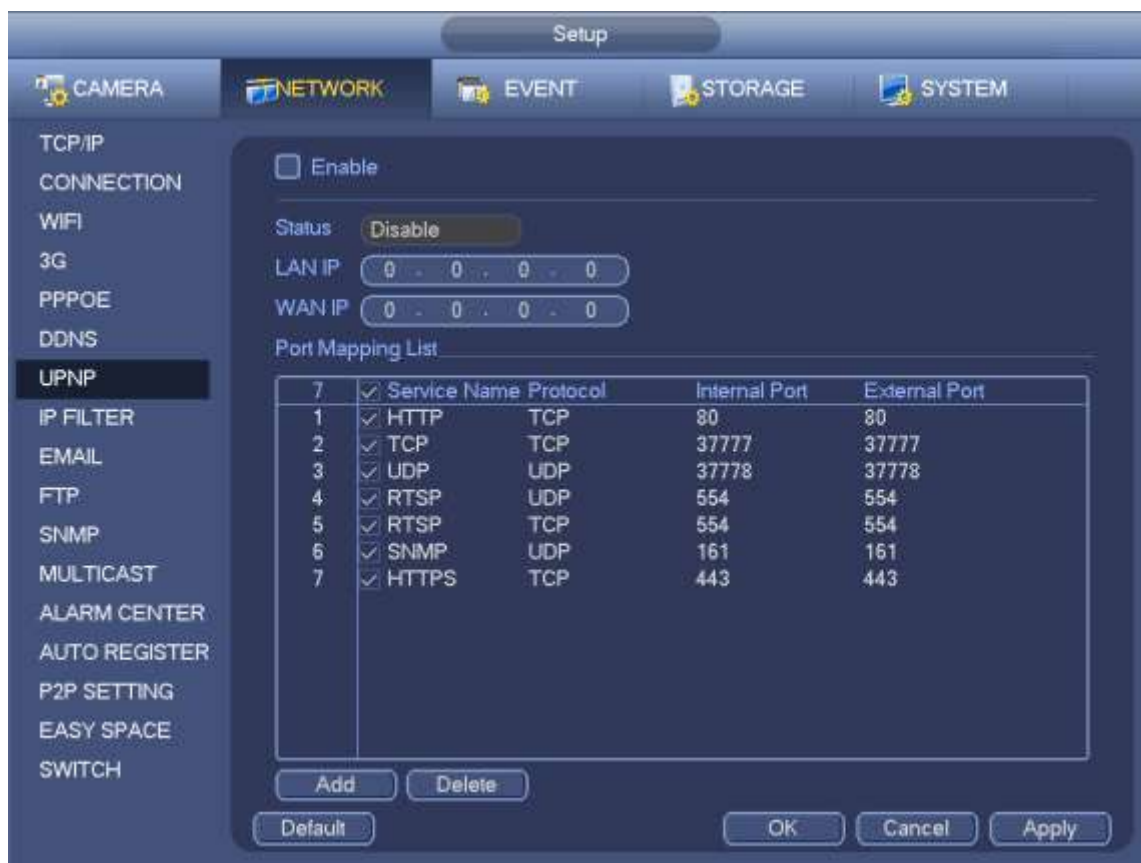 Setup
CAMERA NETWORK EVENT STORAGE SYSTEM
TCP/IP
CONNECTION
WIFI
3G
PPPOE
DDNS
UPNP
IP FILTER
EMAIL
FTP
SNMP
MULTICAST
ALARM CENTER
AUTO REGISTER
P2P SETTING
EASY SPACE
SWITCH
Enable
Status Disable
LAN IP 0 . 0 . 0 . 0
WAN IP 0 . 0 . 0 . 0
Port Mapping List
7 Service Name Protocol Internal Port External Port
1 HTTP TCP 80 80
2 TCP TCP 37777 37777
3 UDP UDP 37778 37778
4 RTSP UDP 554 554
5 RTSP TCP 554 554
6 SNMP UDP 161 161
7 HTTPS TCP 443 443
Add Delete
Default OK Cancel Apply